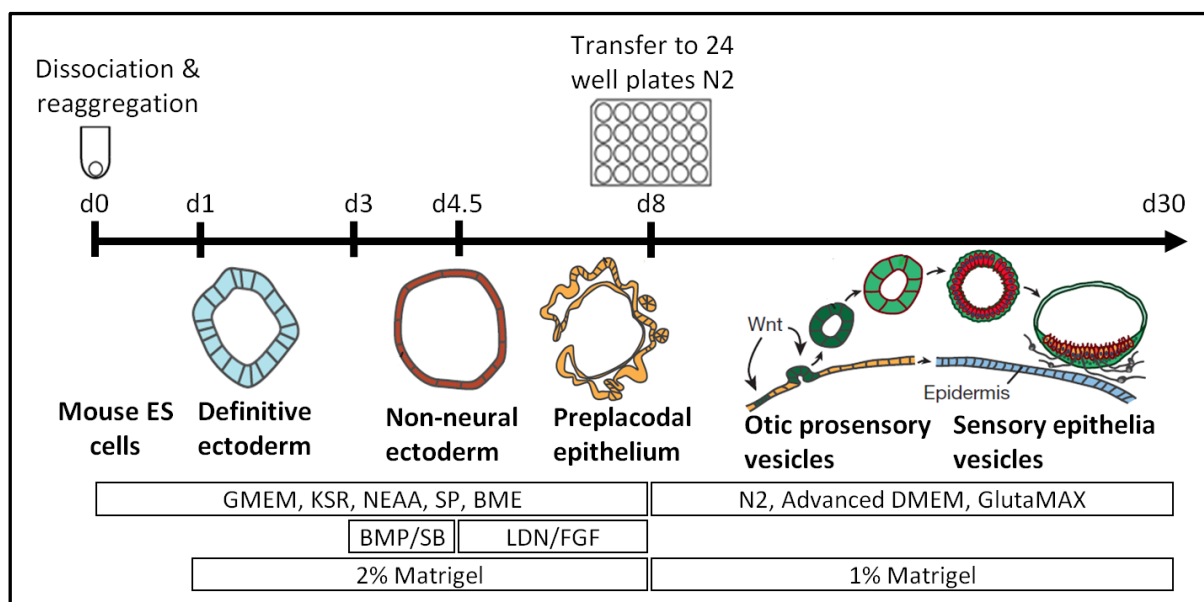 Dissociation &
reaggregation
Transfer to 24
well plates N2
d0
d1
d3
d4.5
d8
d30
Wnt
Epidermis
Mouse ES
cells
Definitive
ectoderm
Non-neural
ectoderm
Preplacodal
epithelium
Otic prosensory
vesicles
Sensory epithelia
vesicles
GMEM, KSR, NEAA, SP, BME
N2, Advanced DMEM, GlutaMAX
BMP/SB
LDN/FGF
2% Matrigel
1% Matrigel